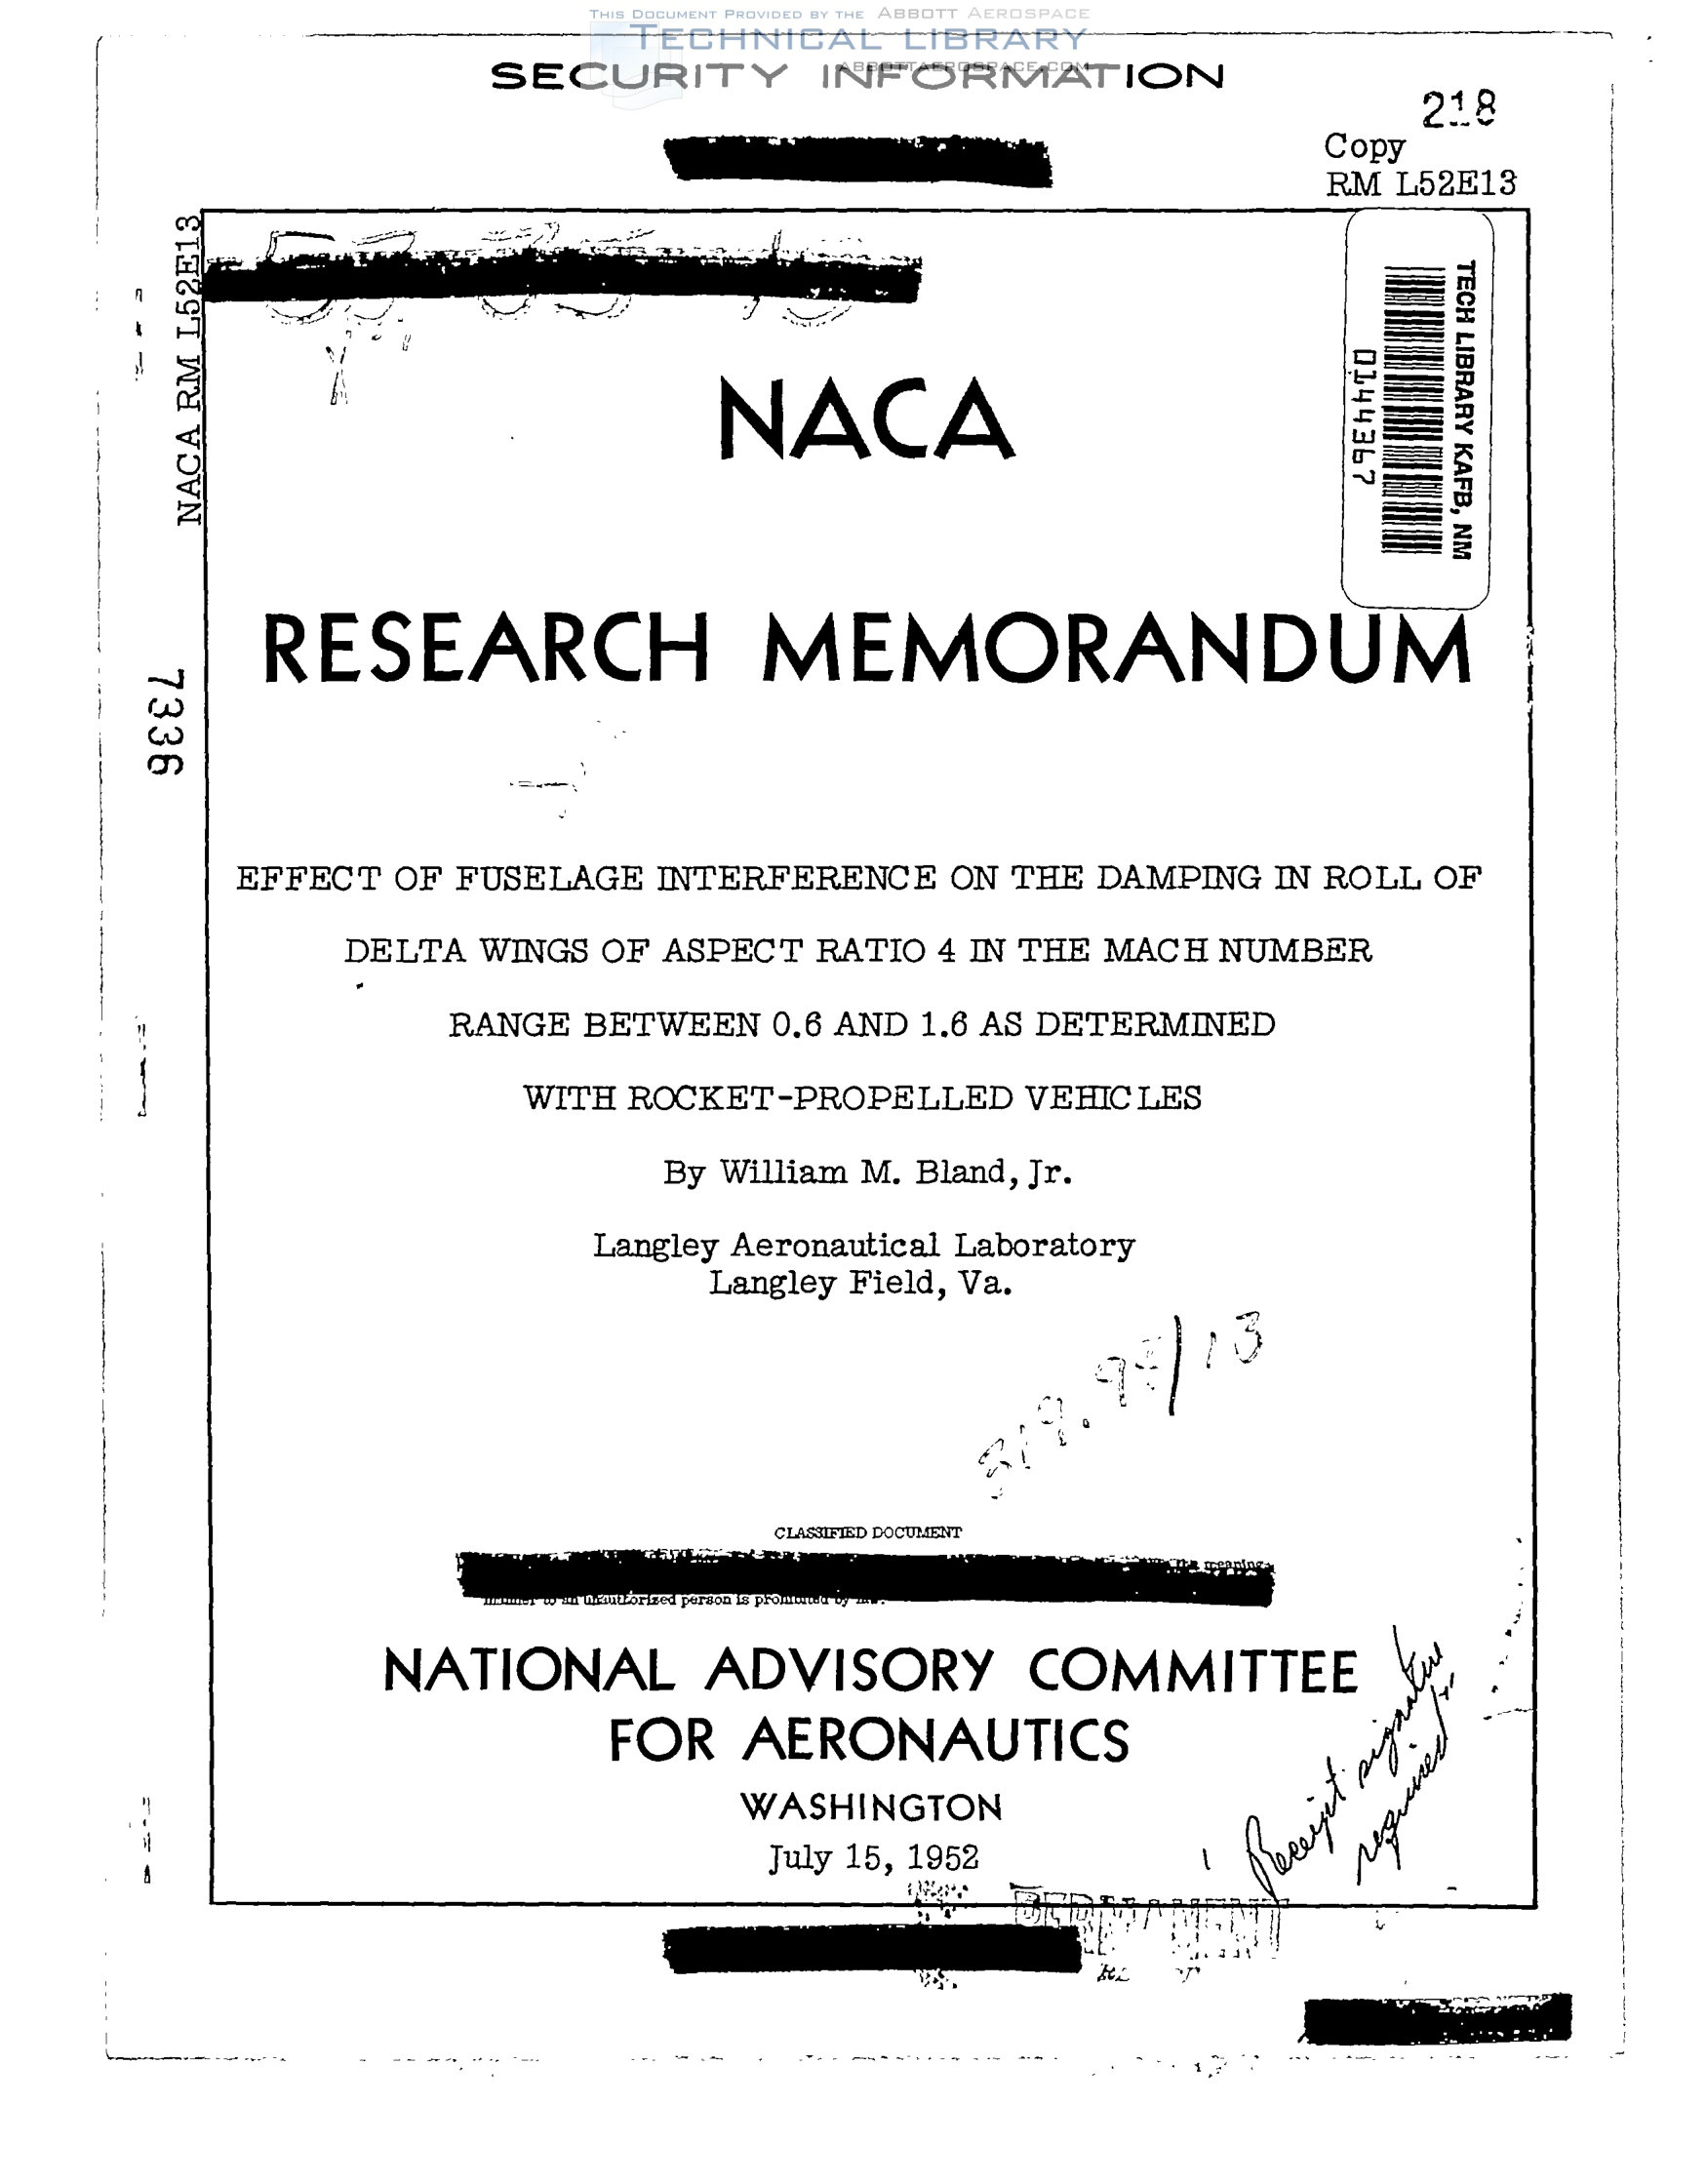 THIS DOCUMENT PROVIDED BY THE ABBOTT AEROSPACE
TECHNICAL LIBRARY
ABBOTTAEROSPACE.COM
SECURITY INFORMATION
218
Copy
RM L52E13
NACA RM L52E13
TECH LIBRARY KAFB, NM
0144367
NACA
RESEARCH MEMORANDUM
7336
EFFECT OF FUSELAGE INTERFERENCE ON THE DAMPING IN ROLL OF
DELTA WINGS OF ASPECT RATIO 4 IN THE MACH NUMBER
RANGE BETWEEN 0.6 AND 1.6 AS DETERMINED
WITH ROCKET-PROPELLED VEHICLES
By William M. Bland, Jr.
Langley Aeronautical Laboratory
Langley Field, Va.
CLASSIFIED DOCUMENT
meaning
to an unauthorized person is prohibited by
NATIONAL ADVISORY COMMITTEE
FOR AERONAUTICS
WASHINGTON
July 15, 1952
Receipt signature
required
PERMANENT